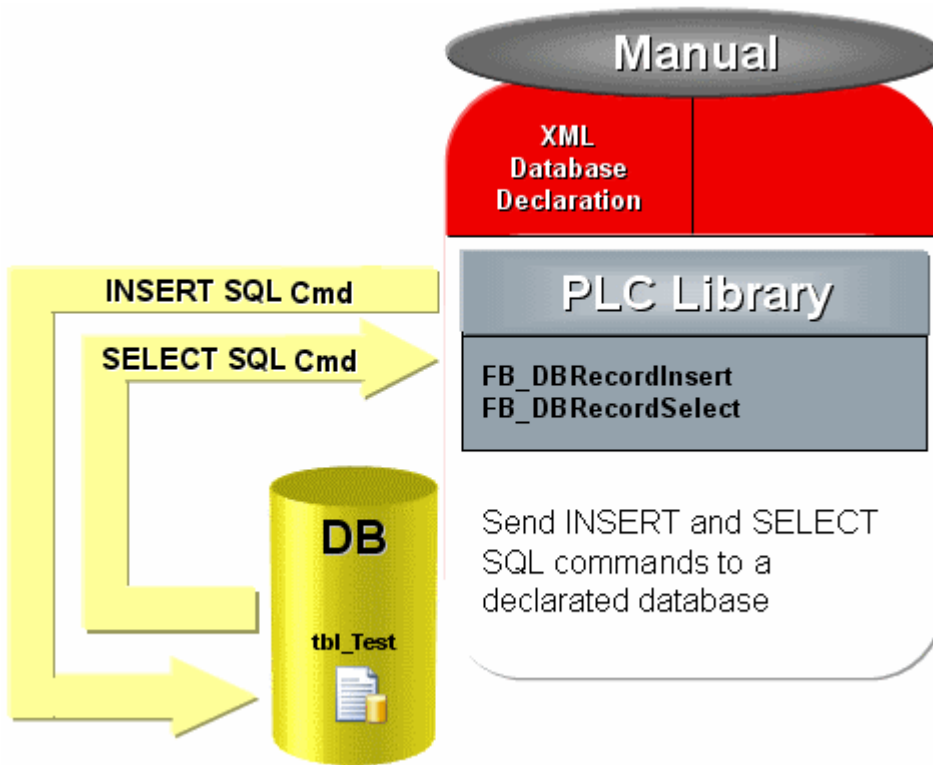 Manual
XML
Database
Declaration
INSERT SQL Cmd
PLC Library
SELECT SQL Cmd
FB_DBRecordInsert
FB_DBRecordSelect
DB
Send INSERT and SELECT
SQL commands to a
declarated database
tbl_Test